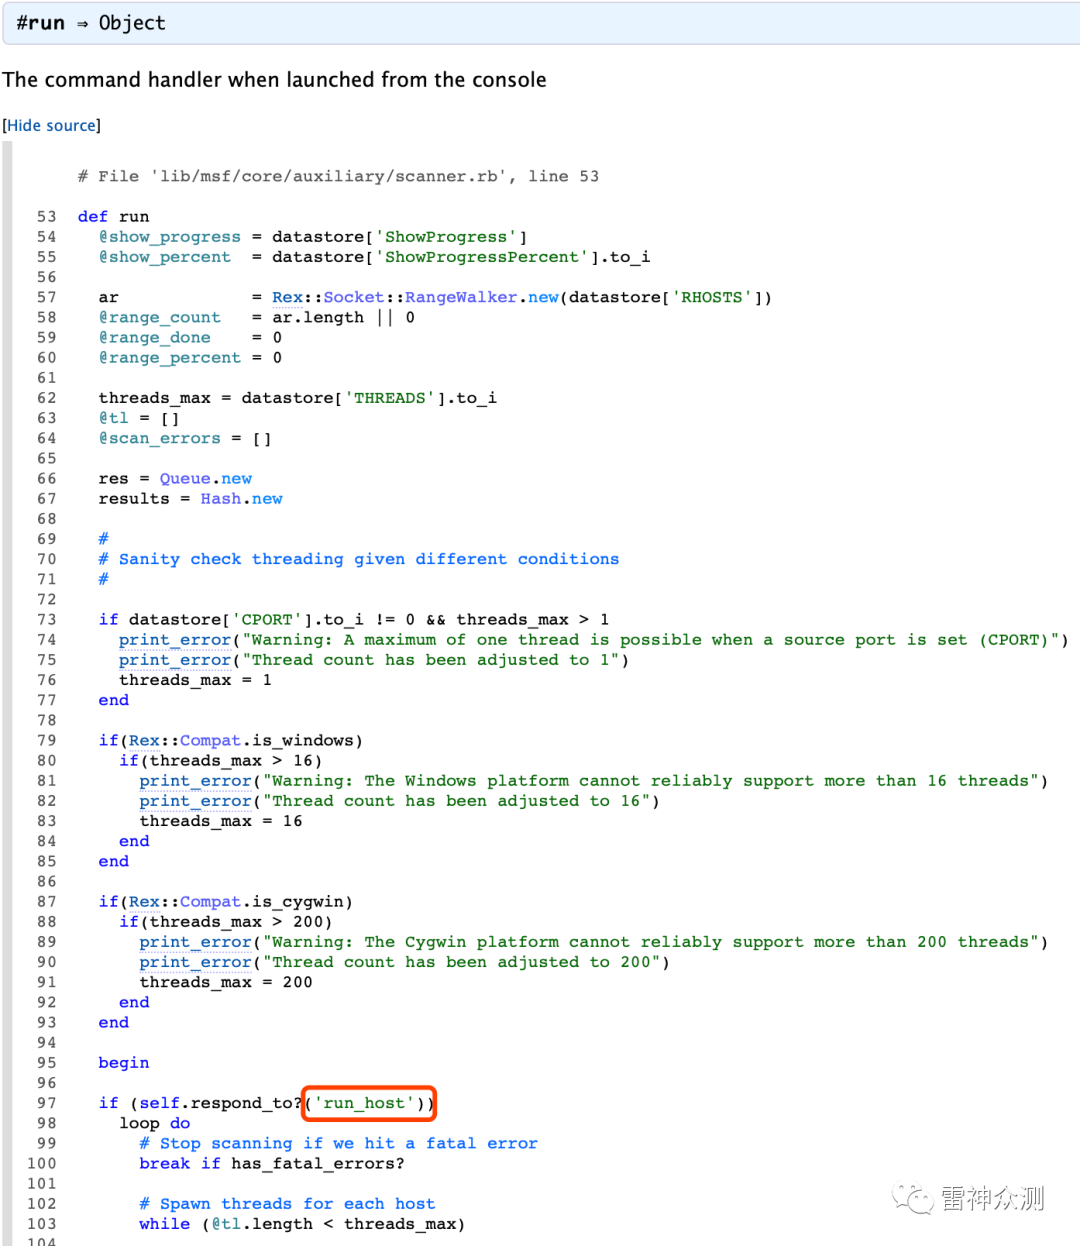 #run ⇒ Object
The command handler when launched from the console
[Hide source]
# File 'lib/msf/core/auxiliary/scanner.rb', line 53
53 def run
54   @show_progress = datastore['ShowProgress']
55   @show_percent  = datastore['ShowProgressPercent'].to_i
56
57   ar             = Rex::Socket::RangeWalker.new(datastore['RHOSTS'])
58   @range_count   = ar.length || 0
59   @range_done    = 0
60   @range_percent = 0
61
62   threads_max = datastore['THREADS'].to_i
63   @tl = []
64   @scan_errors = []
65
66   res = Queue.new
67   results = Hash.new
68
69   #
70   # Sanity check threading given different conditions
71   #
72
73   if datastore['CPORT'].to_i != 0 && threads_max > 1
74     print_error("Warning: A maximum of one thread is possible when a source port is set (CPORT)")
75     print_error("Thread count has been adjusted to 1")
76     threads_max = 1
77   end
78
79   if(Rex::Compat.is_windows)
80     if(threads_max > 16)
81       print_error("Warning: The Windows platform cannot reliably support more than 16 threads")
82       print_error("Thread count has been adjusted to 16")
83       threads_max = 16
84     end
85   end
86
87   if(Rex::Compat.is_cygwin)
88     if(threads_max > 200)
89       print_error("Warning: The Cygwin platform cannot reliably support more than 200 threads")
90       print_error("Thread count has been adjusted to 200")
91       threads_max = 200
92     end
93   end
94
95   begin
96
97   if (self.respond_to?('run_host'))
98     loop do
99       # Stop scanning if we hit a fatal error
100       break if has_fatal_errors?
101
102       # Spawn threads for each host
103       while (@tl.length < threads_max)
104
雷神众测